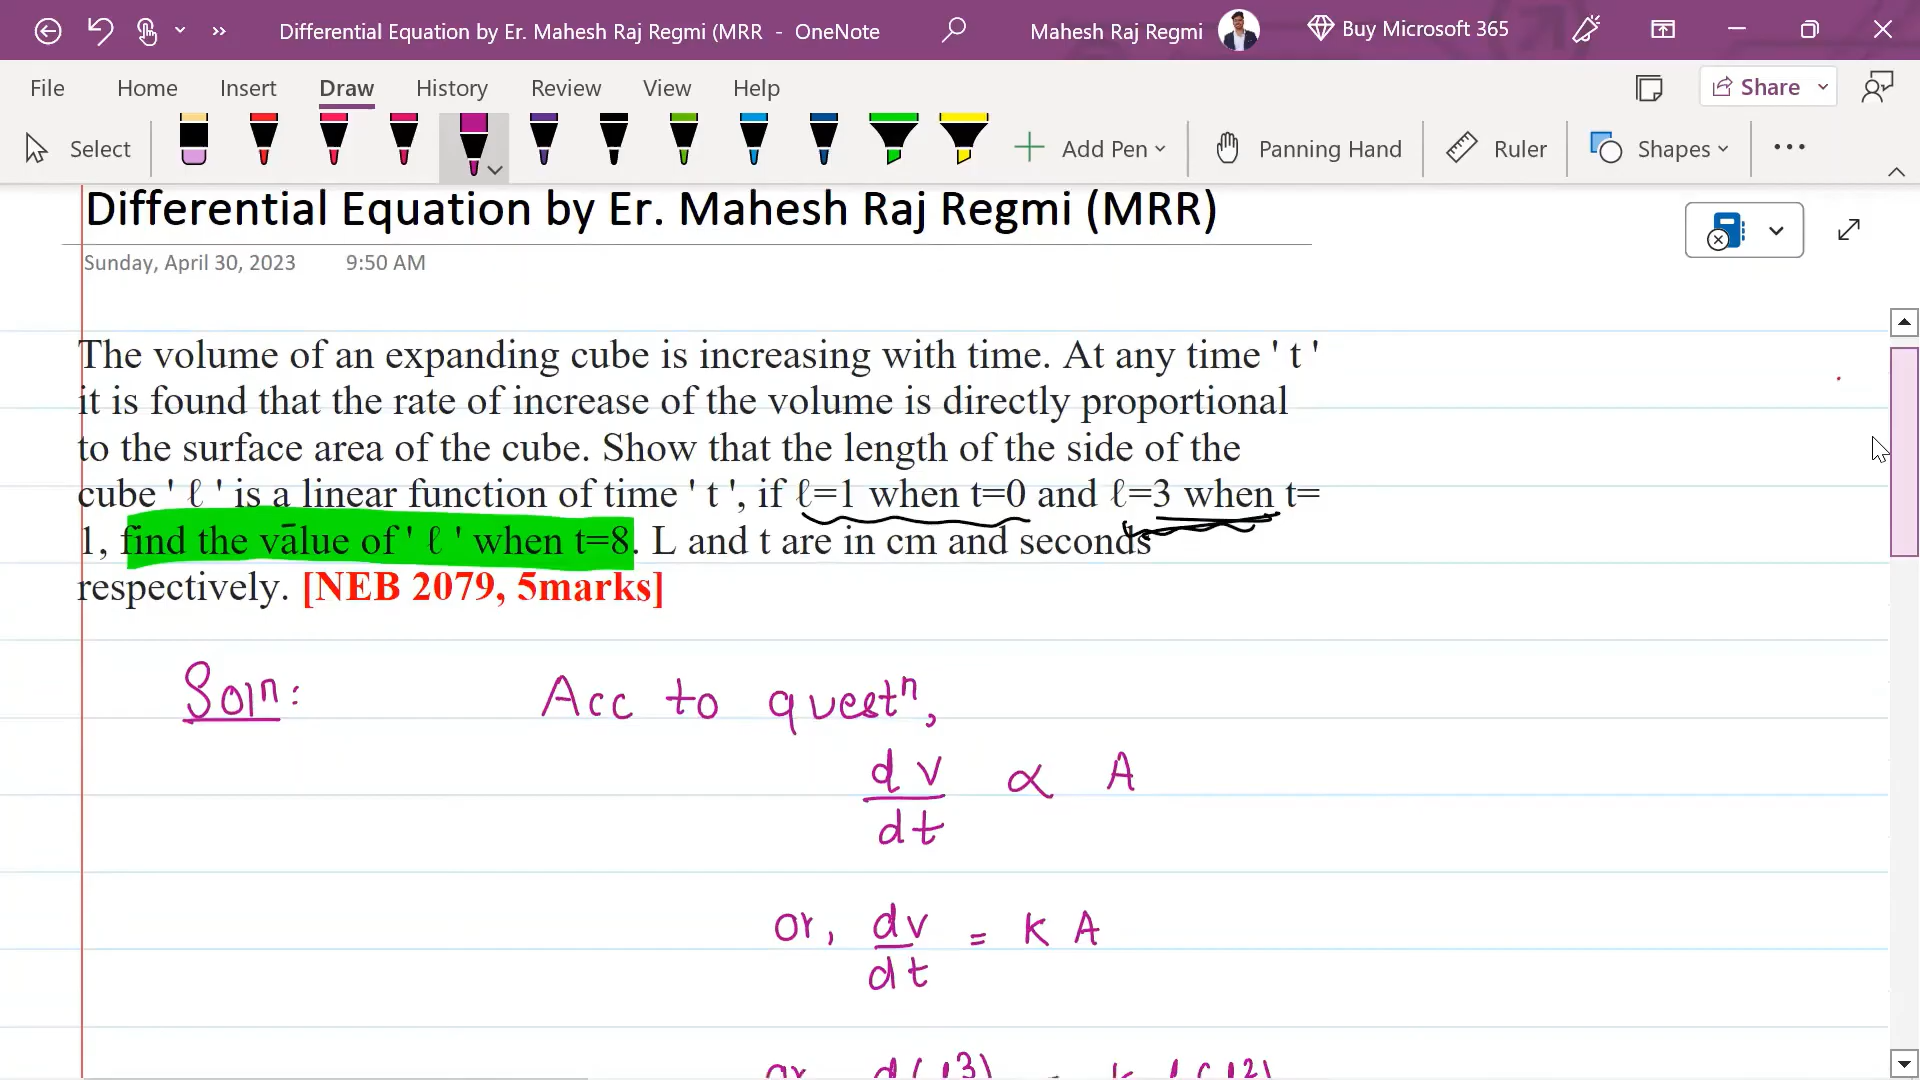 Differential Equation by Er. Mahesh Raj Regmi (MRR - OneNote
Mahesh Raj Regmi
Buy Microsoft 365
File Home Insert Draw History Review View Help
Share
Select
Add Pen
Panning Hand
Ruler
Shapes
Differential Equation by Er. Mahesh Raj Regmi (MRR)
Sunday, April 30, 2023 9:50 AM
The volume of an expanding cube is increasing with time. At any time ' t '
it is found that the rate of increase of the volume is directly proportional
to the surface area of the cube. Show that the length of the side of the
cube ' ℓ ' is a linear function of time ' t ', if ℓ=1 when t=0 and ℓ=3 when t=
1, find the value of ' ℓ ' when t=8. L and t are in cm and seconds
respectively. [NEB 2079, 5marks]
Solⁿ: Acc to questⁿ,
dv/dt ∝ A
or, dv/dt = K A